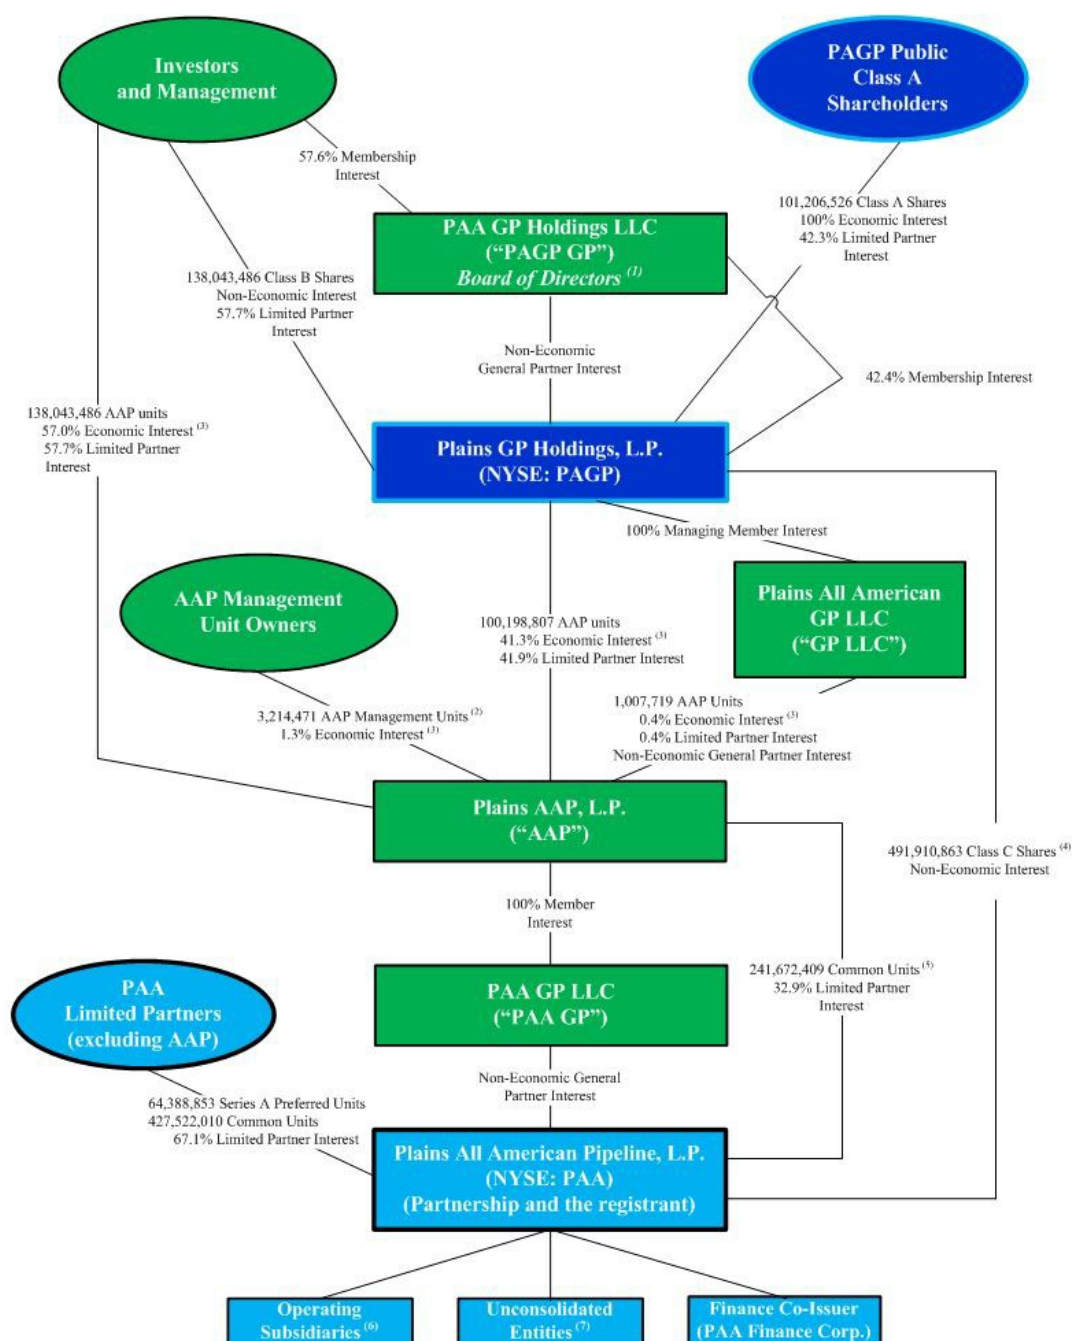 Investors
and Management
PAGP Public
Class A
Shareholders
57.6% Membership
Interest
101,206,526 Class A Shares
100% Economic Interest
42.3% Limited Partner
Interest
PAA GP Holdings LLC
(“PAGP GP”)
Board of Directors (1)
138,043,486 Class B Shares
Non-Economic Interest
57.7% Limited Partner
Interest
Non-Economic
General Partner Interest
42.4% Membership Interest
138,043,486 AAP units
57.0% Economic Interest (3)
57.7% Limited Partner
Interest
Plains GP Holdings, L.P.
(NYSE: PAGP)
100% Managing Member Interest
AAP Management
Unit Owners
Plains All American
GP LLC
(“GP LLC”)
100,198,807 AAP units
41.3% Economic Interest (3)
41.9% Limited Partner Interest
3,214,471 AAP Management Units (2)
1.3% Economic Interest (3)
1,007,719 AAP Units
0.4% Economic Interest (3)
0.4% Limited Partner Interest
Non-Economic General Partner Interest
Plains AAP, L.P.
(“AAP”)
491,910,863 Class C Shares (4)
Non-Economic Interest
100% Member
Interest
241,672,409 Common Units (5)
32.9% Limited Partner
Interest
PAA
Limited Partners
(excluding AAP)
PAA GP LLC
(“PAA GP”)
Non-Economic General
Partner Interest
64,388,853 Series A Preferred Units
427,522,010 Common Units
67.1% Limited Partner Interest
Plains All American Pipeline, L.P.
(NYSE: PAA)
(Partnership and the registrant)
Operating
Subsidiaries (6)
Unconsolidated
Entities (7)
Finance Co-Issuer
(PAA Finance Corp.)